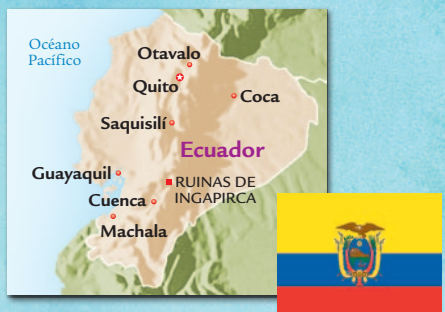 Océano
Pacífico
Otavalo
Quito
Coca
Saquisilí
Ecuador
Guayaquil
RUINAS DE
INGAPIRCA
Cuenca
Machala